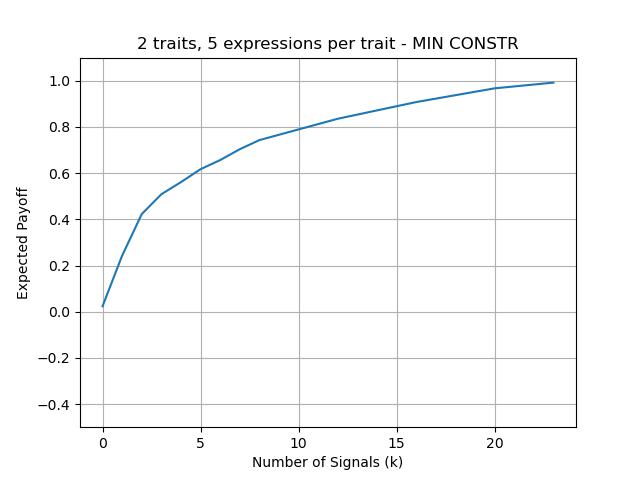 2 traits, 5 expressions per trait - MIN CONSTR
1.0
0.8
0.6
0.4
0.2
0.0
−0.2
−0.4
Expected Payoff
0 5 10 15 20
Number of Signals (k)